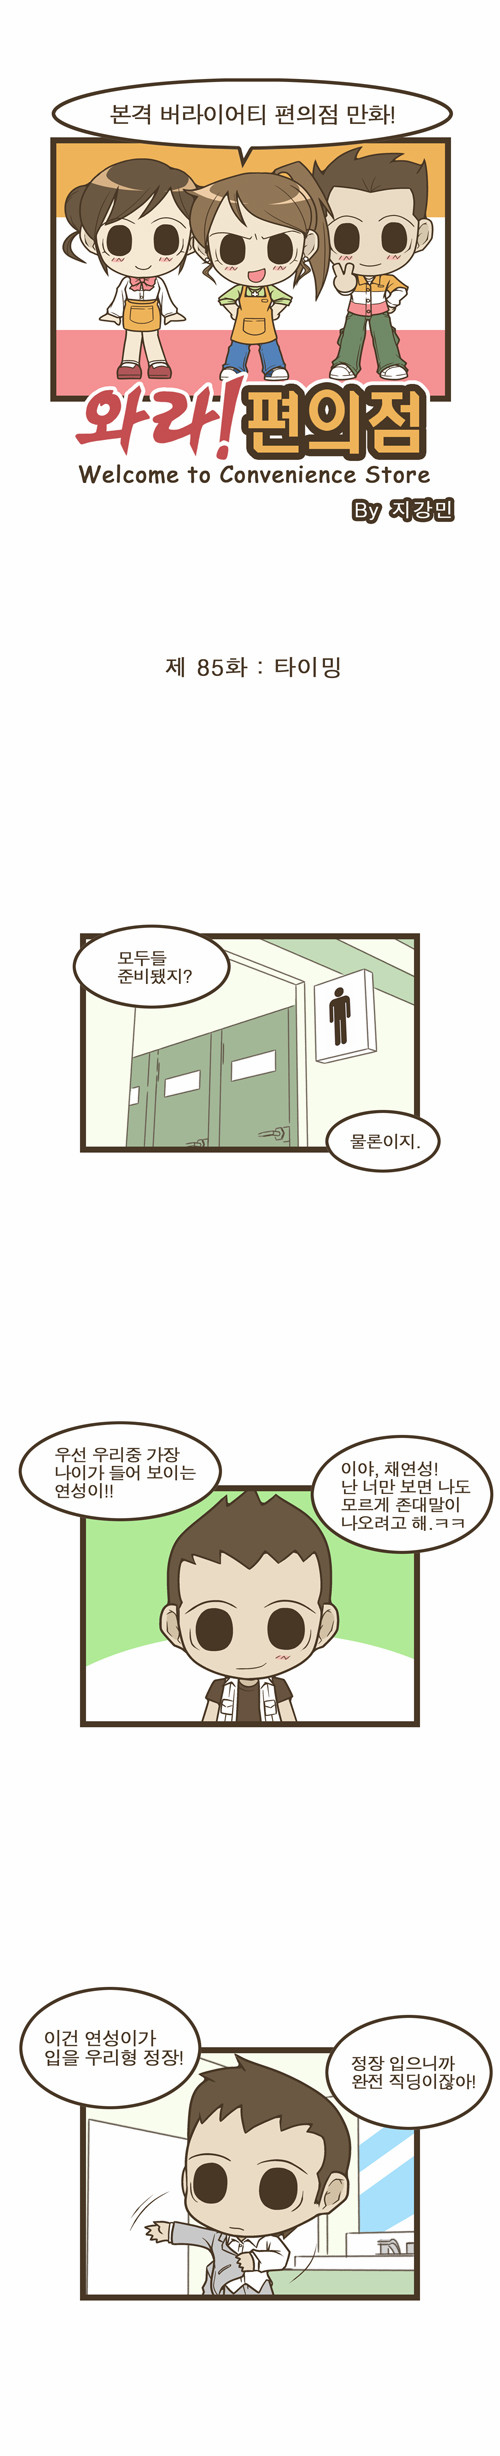 본격 버라이어티 편의점 만화!
와라! 편의점
Welcome to Convenience Store
By 지강민
제 85화 : 타이밍
모두들
준비됐지?
물론이지.
우선 우리중 가장
나이가 들어 보이는
연성이!!
이야, 채연성!
난 너만 보면 나도
모르게 존대말이
나오려고 해.ㅋㅋ
이건 연성이가
입을 우리형 정장!
정장 입으니까
완전 직딩이잖아!